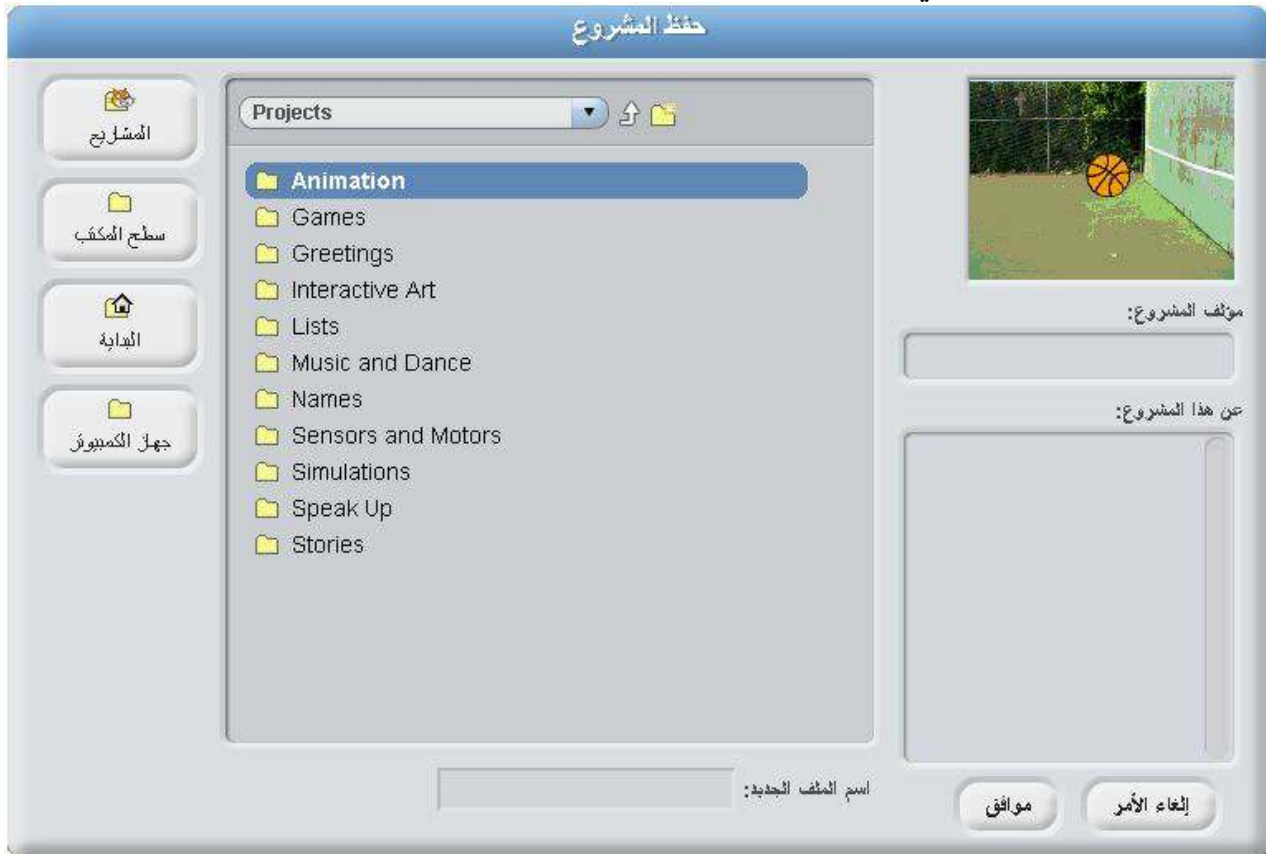 حفظ المشروع
المشاريع
سطح المكتب
البداية
جهاز الكمبيوتر
Projects
Animation
Games
Greetings
Interactive Art
Lists
Music and Dance
Names
Sensors and Motors
Simulations
Speak Up
Stories
مؤلف المشروع:
عن هذا المشروع:
اسم الملف الجديد:
موافق
إلغاء الأمر